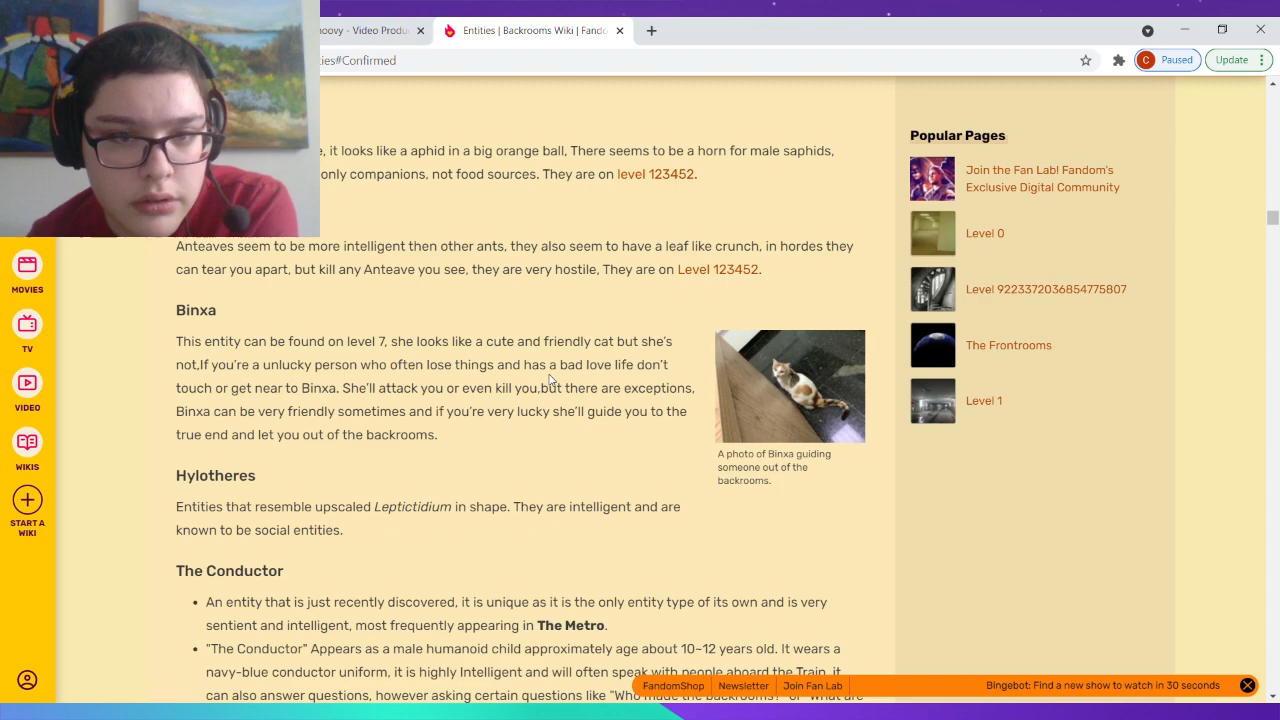 noovy - Video Produ
Entities | Backrooms Wiki | Fando
ies#Confirmed
C Paused
Update
MOVIES
TV
VIDEO
WIKIS
START A
WIKI
e, it looks like a aphid in a big orange ball, There seems to be a horn for male saphids,
only companions, not food sources. They are on level 123452.
Anteaves seem to be more intelligent then other ants, they also seem to have a leaf like crunch, in hordes they
can tear you apart, but kill any Anteave you see, they are very hostile, They are on Level 123452.
Binxa
This entity can be found on level 7, she looks like a cute and friendly cat but she's
not,If you're a unlucky person who often lose things and has a bad love life don't
touch or get near to Binxa. She'll attack you or even kill you,but there are exceptions,
Binxa can be very friendly sometimes and if you're very lucky she'll guide you to the
true end and let you out of the backrooms.
A photo of Binxa guiding
someone out of the
backrooms.
Hylotheres
Entities that resemble upscaled Leptictidium in shape. They are intelligent and are
known to be social entities.
The Conductor
• An entity that is just recently discovered, it is unique as it is the only entity type of its own and is very
sentient and intelligent, most frequently appearing in The Metro.
• "The Conductor" Appears as a male humanoid child approximately age about 10–12 years old. It wears a
navy-blue conductor uniform, it is highly Intelligent and will often speak with people aboard the Train, it
can also answer questions, however asking certain questions like "Who made the backrooms?" or "What are
Popular Pages
Join the Fan Lab! Fandom's
Exclusive Digital Community
Level 0
Level 9223372036854775807
The Frontrooms
Level 1
FandomShop
Newsletter
Join Fan Lab
Bingebot: Find a new show to watch in 30 seconds